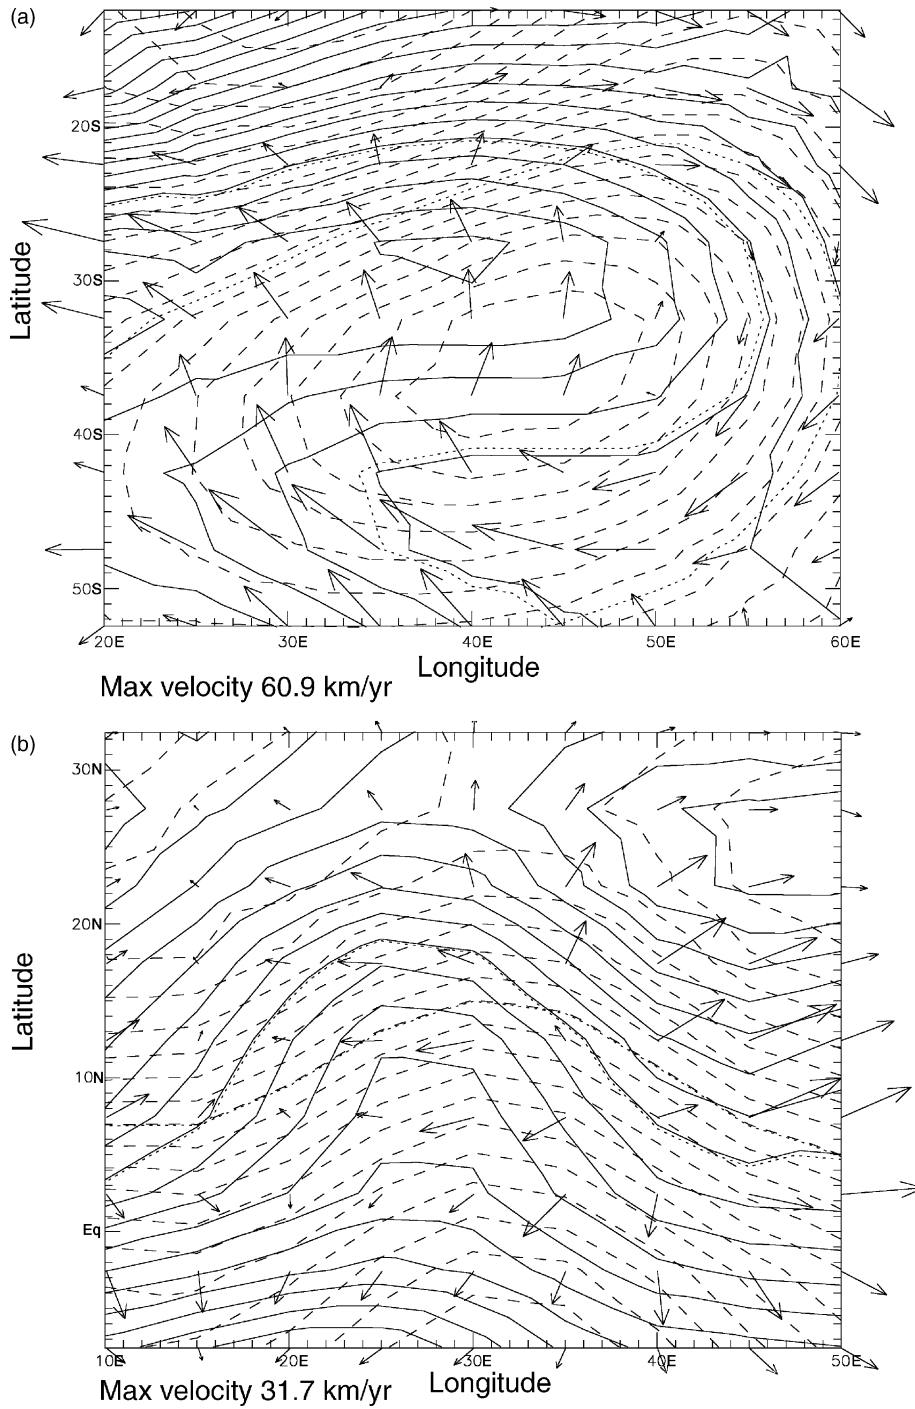 (a)
20S
30S
40S
50S
Latitude
20E 30E 40E 50E 60E
Longitude
Max velocity 60.9 km/yr
(b)
30N
20N
10N
Eq
Latitude
10E 20E 30E 40E 50E
Longitude
Max velocity 31.7 km/yr